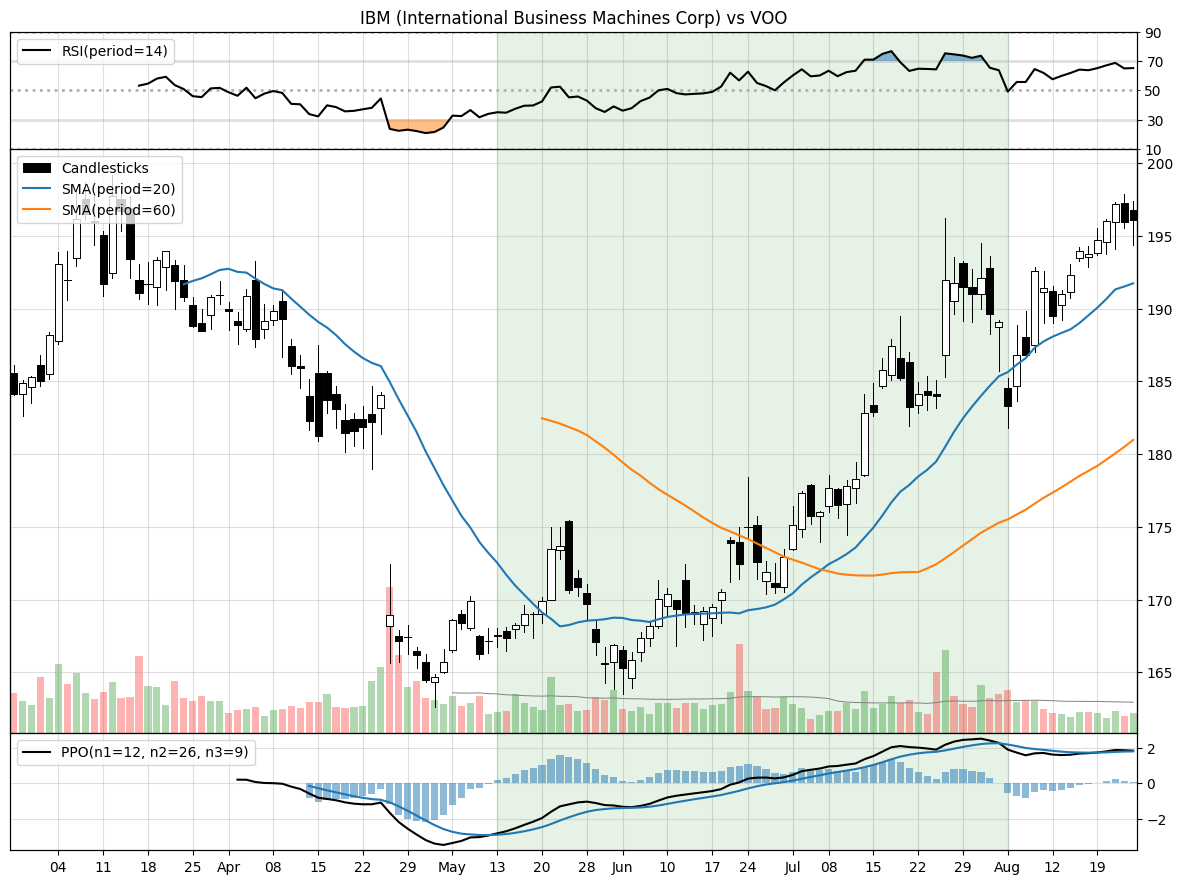 IBM (International Business Machines Corp) vs VOO
RSI(period=14)
90
70
50
30
10
Candlesticks
SMA(period=20)
SMA(period=60)
200
195
190
185
180
175
170
165
PPO(n1=12, n2=26, n3=9)
2
0
−2
04 11 18 25 Apr 08 15 22 29 May 13 20 28 Jun 10 17 24 Jul 08 15 22 29 Aug 12 19